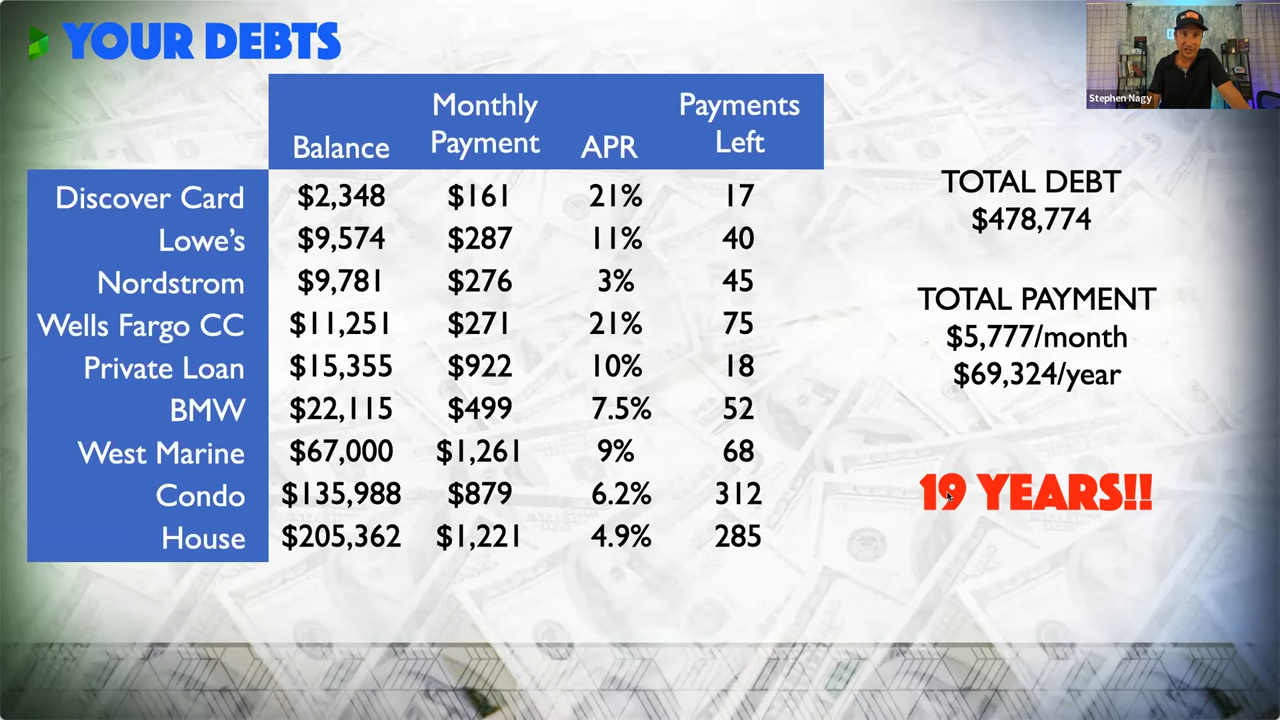 YOUR DEBTS
Stephen Nagy
Balance Monthly Payment APR Payments Left
Discover Card $2,348 $161 21% 17
Lowe’s $9,574 $287 11% 40
Nordstrom $9,781 $276 3% 45
Wells Fargo CC $11,251 $271 21% 75
Private Loan $15,355 $922 10% 18
BMW $22,115 $499 7.5% 52
West Marine $67,000 $1,261 9% 68
Condo $135,988 $879 6.2% 312
House $205,362 $1,221 4.9% 285
TOTAL DEBT
$478,774
TOTAL PAYMENT
$5,777/month
$69,324/year
19 YEARS!!